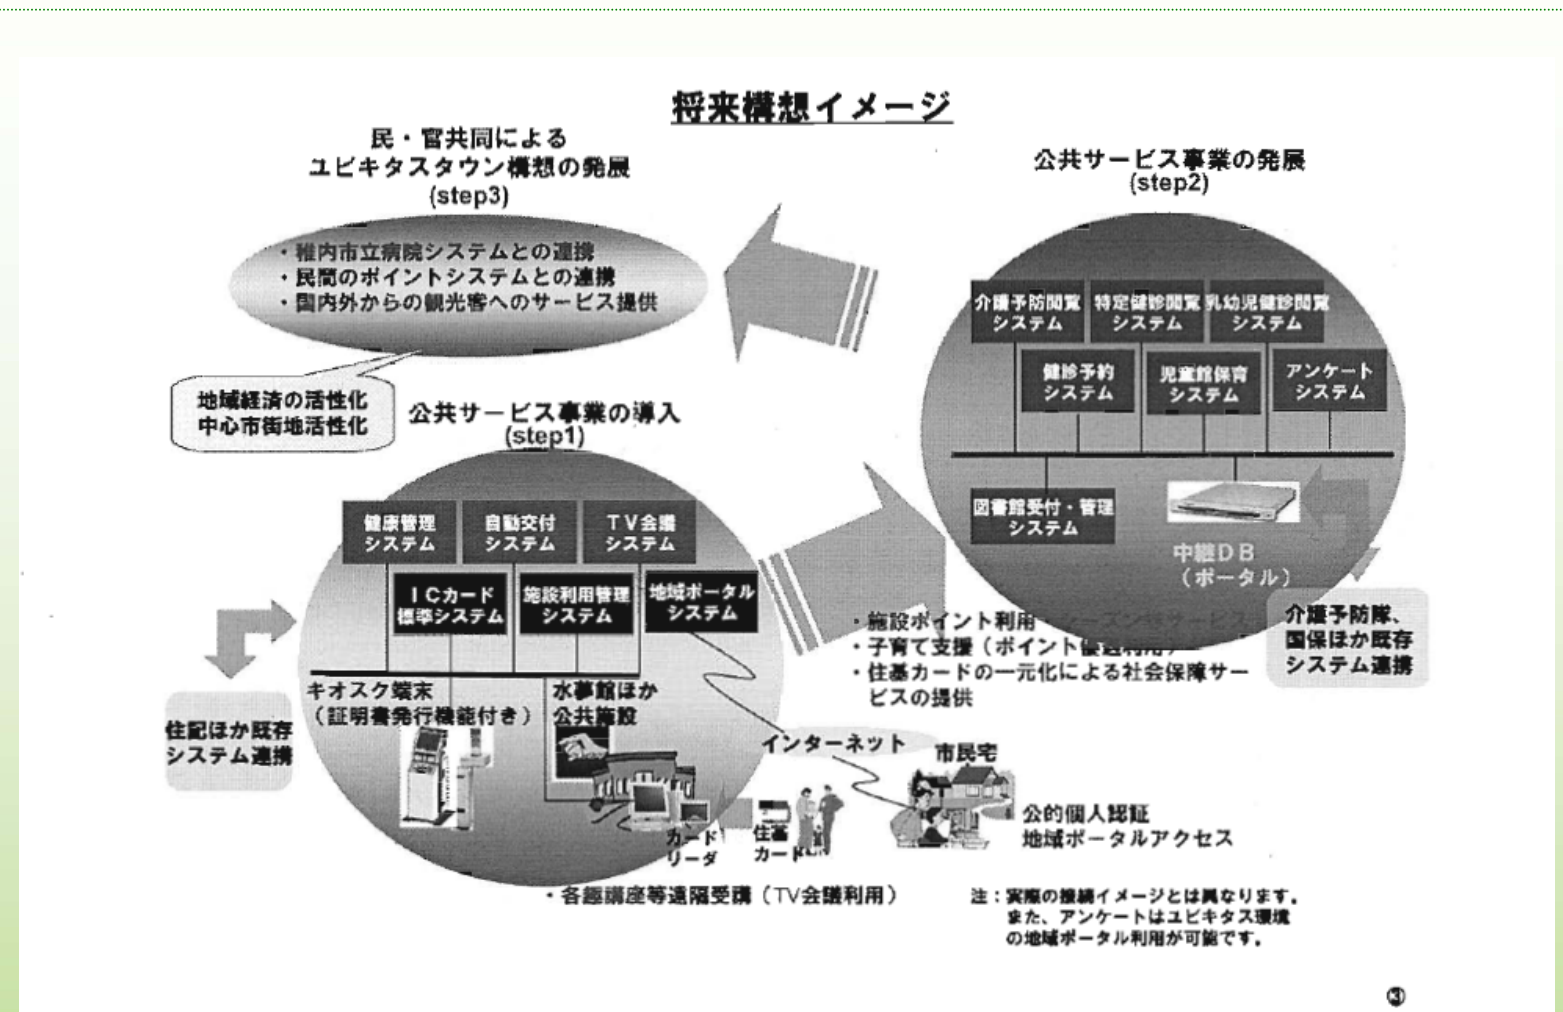 将来構想イメージ
民・官共同による
ユビキタスタウン構想の発展
(step3)
・稚内市立病院システムとの連携
・民間のポイントシステムとの連携
・国内外からの観光客へのサービス提供
地域経済の活性化
中心市街地活性化
公共サービス事業の発展
(step2)
介護予防閲覧
システム
特定健診閲覧
システム
乳幼児健診閲覧
システム
健診予約
システム
児童館保育
システム
アンケート
システム
図書館受付・管理
システム
中継DB
（ポータル）
介護予防隊、
国保ほか既存
システム連携
・施設ポイント利用
・子育て支援（ポイント優遇利用）
・住基カードの一元化による社会保障サー
ビスの提供
公共サービス事業の導入
(step1)
健康管理
システム
自動交付
システム
TV会議
システム
ICカード
標準システム
施設利用管理
システム
地域ポータル
システム
住記ほか既存
システム連携
キオスク端末
（証明書発行機能付き）
水夢館ほか
公共施設
カード
リーダ
住基
カード
インターネット
市民宅
公的個人認証
地域ポータルアクセス
・各趣講座等遠隔受講（TV会議利用）
注：実際の接続イメージとは異なります。
また、アンケートはユビキタス環境
の地域ポータル利用が可能です。
③